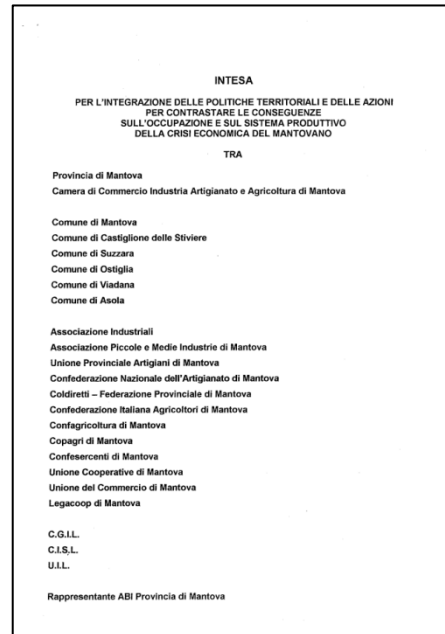 INTESA
PER L'INTEGRAZIONE DELLE POLITICHE TERRITORIALI E DELLE AZIONI
PER CONTRASTARE LE CONSEGUENZE
SULL'OCCUPAZIONE E SUL SISTEMA PRODUTTIVO
DELLA CRISI ECONOMICA DEL MANTOVANO
TRA
Provincia di Mantova
Camera di Commercio Industria Artigianato e Agricoltura di Mantova
Comune di Mantova
Comune di Castiglione delle Stiviere
Comune di Suzzara
Comune di Ostiglia
Comune di Viadana
Comune di Asola
Associazione Industriali
Associazione Piccole e Medie Industrie di Mantova
Unione Provinciale Artigiani di Mantova
Confederazione Nazionale dell'Artigianato di Mantova
Coldiretti – Federazione Provinciale di Mantova
Confederazione Italiana Agricoltori di Mantova
Confagricoltura di Mantova
Copagri di Mantova
Confesercenti di Mantova
Unione Cooperative di Mantova
Unione del Commercio di Mantova
Legacoop di Mantova
C.G.I.L.
C.I.S.L.
U.I.L.
Rappresentante ABI Provincia di Mantova